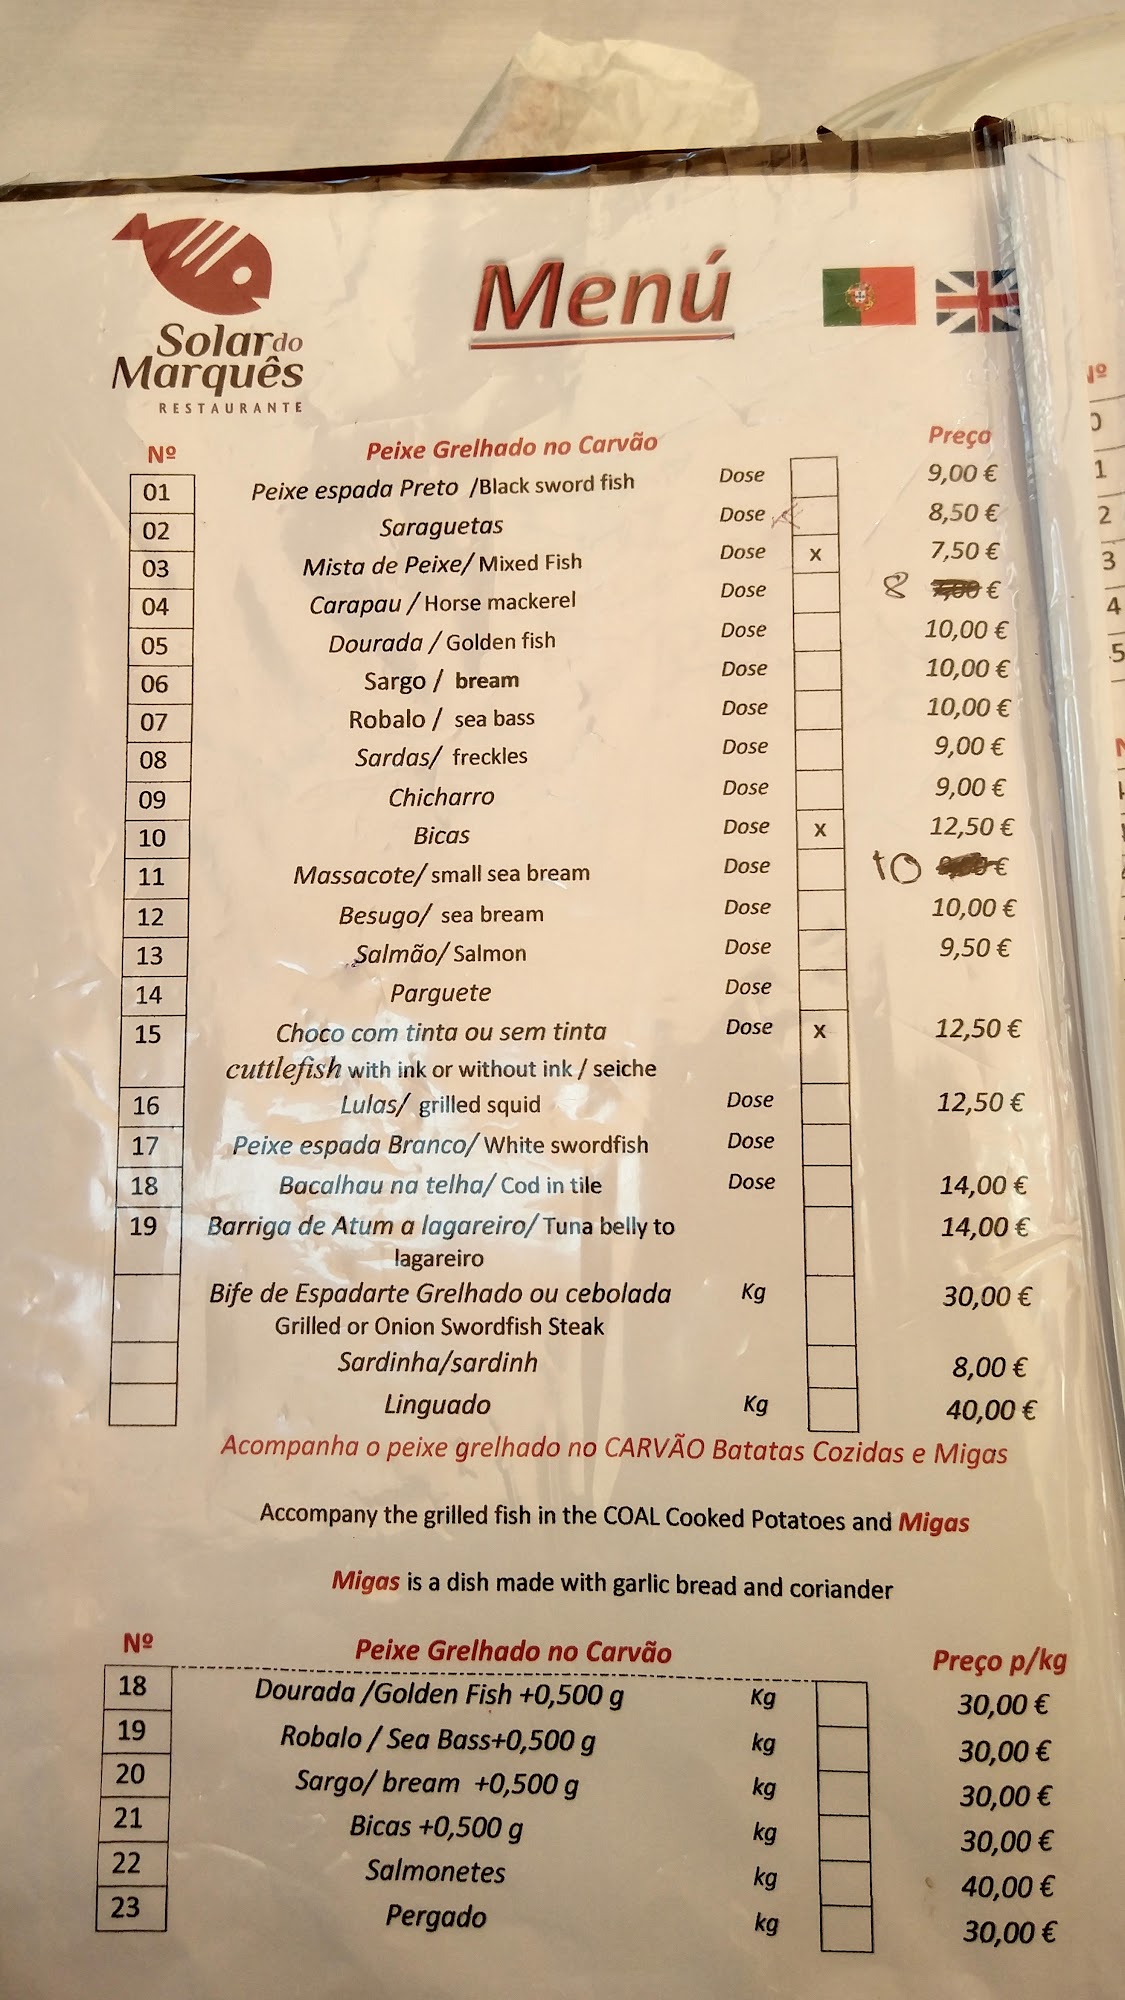 Solar do
Marquês
RESTAURANTE
Menú
Nº Peixe Grelhado no Carvão Preço
01 Peixe espada Preto /Black sword fish Dose 9,00 €
02 Saraguetas Dose 8,50 €
03 Mista de Peixe/ Mixed Fish Dose x 7,50 €
04 Carapau / Horse mackerel Dose 8 €
05 Dourada / Golden fish Dose 10,00 €
06 Sargo / bream Dose 10,00 €
07 Robalo / sea bass Dose 10,00 €
08 Sardas/ freckles Dose 9,00 €
09 Chicharro Dose 9,00 €
10 Bicas Dose x 12,50 €
11 Massacote/ small sea bream Dose 10 €
12 Besugo/ sea bream Dose 10,00 €
13 Salmão/ Salmon Dose 9,50 €
14 Parguete Dose
15 Choco com tinta ou sem tinta Dose x 12,50 €
cuttlefish with ink or without ink / seiche
16 Lulas/ grilled squid Dose 12,50 €
17 Peixe espada Branco/ White swordfish Dose
18 Bacalhau na telha/ Cod in tile Dose 14,00 €
19 Barriga de Atum a lagareiro/ Tuna belly to 14,00 €
lagareiro
Bife de Espadarte Grelhado ou cebolada Kg 30,00 €
Grilled or Onion Swordfish Steak
Sardinha/sardinh 8,00 €
Linguado Kg 40,00 €
Acompanha o peixe grelhado no CARVÃO Batatas Cozidas e Migas
Accompany the grilled fish in the COAL Cooked Potatoes and Migas
Migas is a dish made with garlic bread and coriander
Nº Peixe Grelhado no Carvão Preço p/kg
18 Dourada /Golden Fish +0,500 g Kg 30,00 €
19 Robalo / Sea Bass+0,500 g kg 30,00 €
20 Sargo/ bream +0,500 g kg 30,00 €
21 Bicas +0,500 g kg 30,00 €
22 Salmonetes kg 40,00 €
23 Pergado kg 30,00 €
Nº
0
1
2
3
4